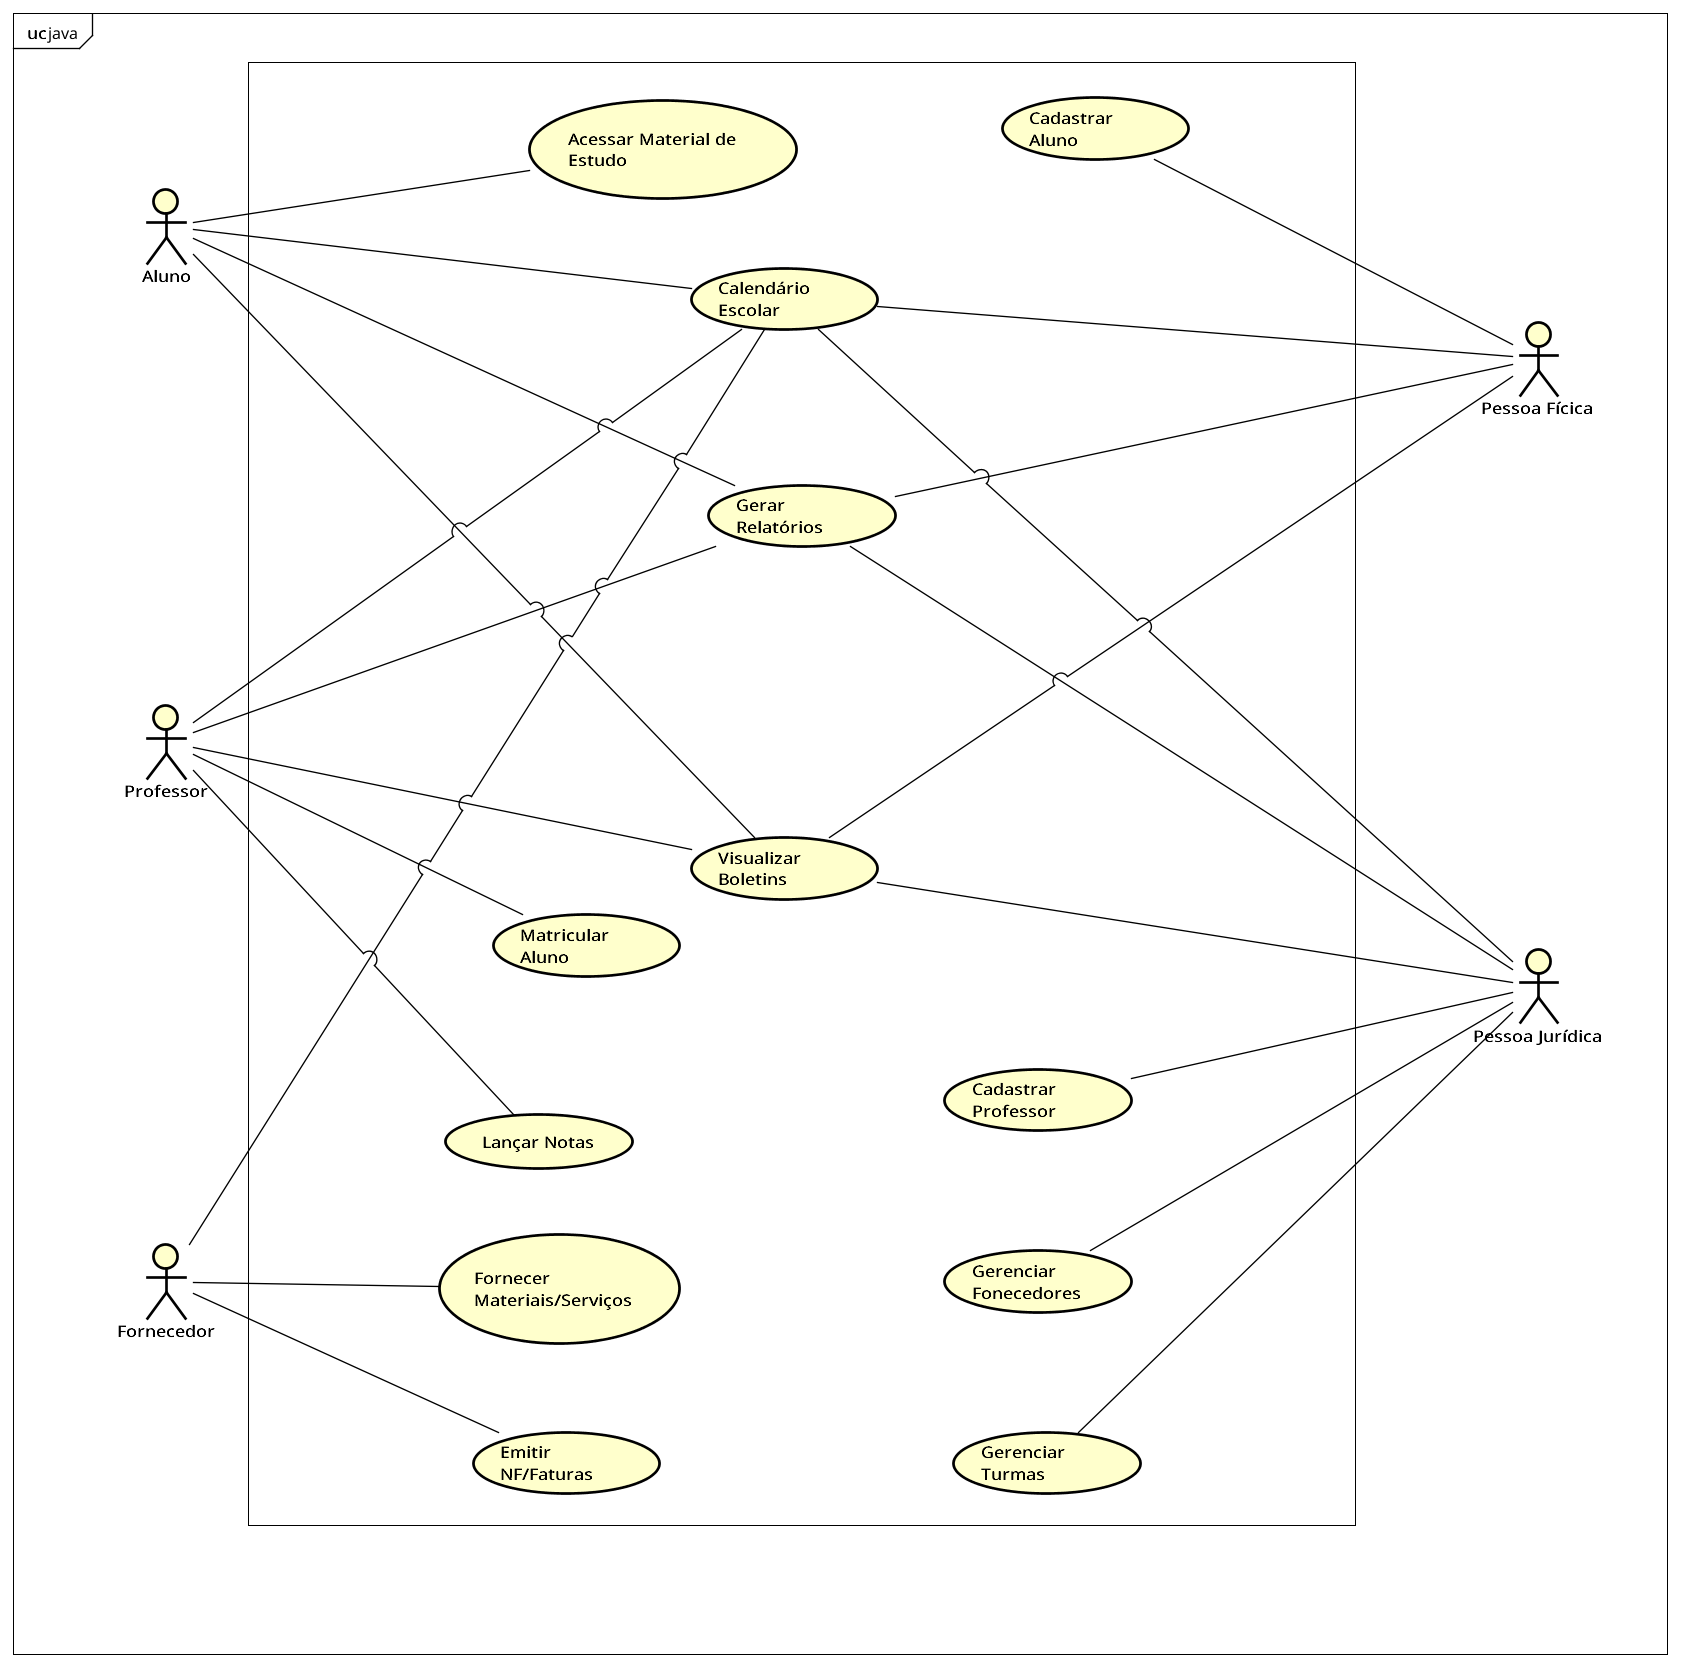 ucjava
Acessar Material de
Estudo
Cadastrar
Aluno
Aluno
Calendário
Escolar
Pessoa Fícica
Gerar
Relatórios
Professor
Visualizar
Boletins
Matricular
Aluno
Pessoa Jurídica
Cadastrar
Professor
Lançar Notas
Fornecer
Materiais/Serviços
Gerenciar
Fonecedores
Fornecedor
Emitir
NF/Faturas
Gerenciar
Turmas